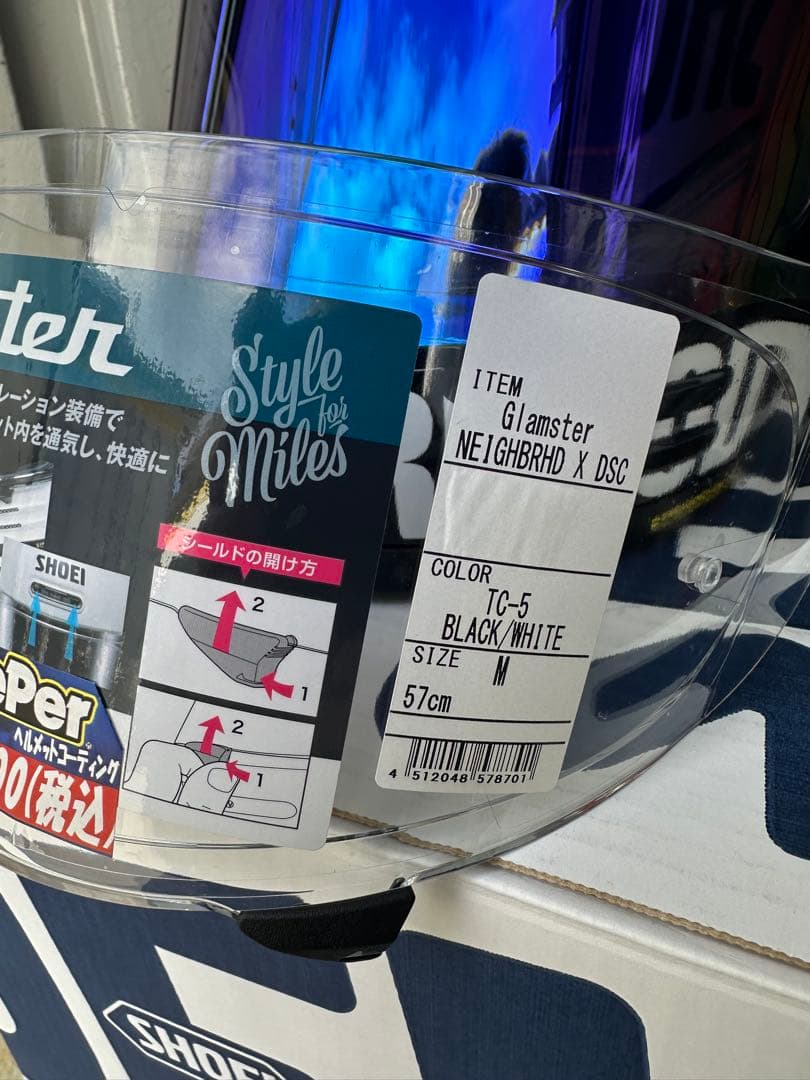 ter
Style
for
Miles
レーション装備で
ット内を通気し、快適に
シールドの開け方
SHOEI
2
1
2
1
ePer
ヘルメットコーティング
00(税込)
ITEM
Glamster
NEIGHBRHD X DSC
COLOR
TC-5
BLACK/WHITE
SIZE M
57cm
4 512048 578701
SHOEI